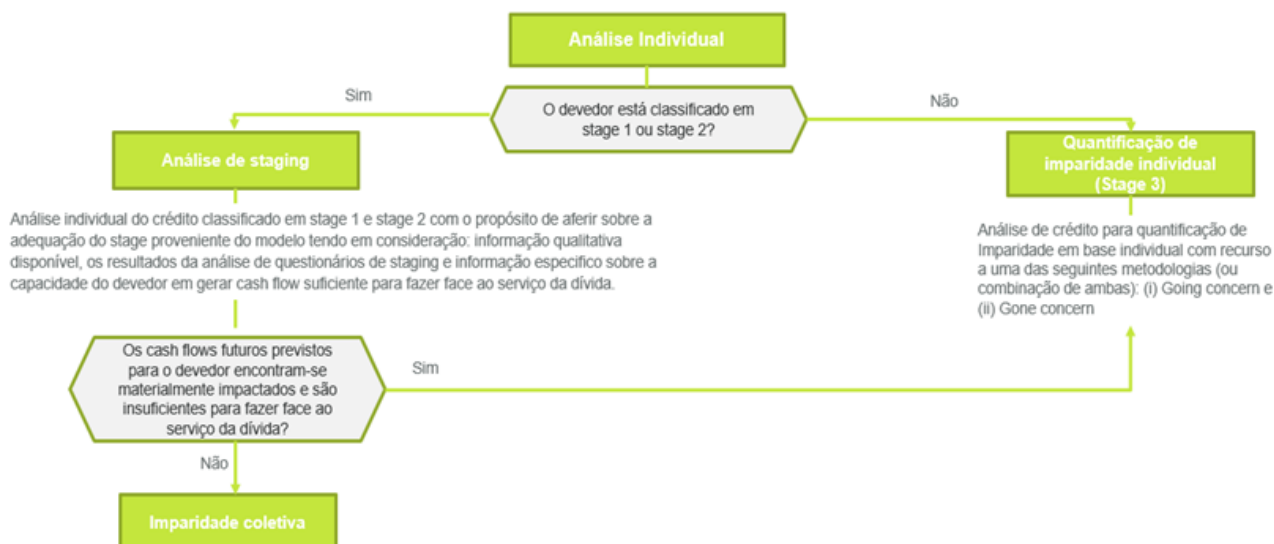 Análise Individual
Sim
O devedor está classificado em
stage 1 ou stage 2?
Não
Análise de staging
Quantificação de
imparidade individual
(Stage 3)
Análise individual do crédito classificado em stage 1 e stage 2 com o propósito de aferir sobre a
adequação do stage proveniente do modelo tendo em consideração: informação qualitativa
disponível, os resultados da análise de questionários de staging e informação especifico sobre a
capacidade do devedor em gerar cash flow suficiente para fazer face ao serviço da dívida.
Análise de crédito para quantificação de
Imparidade em base individual com recurso
a uma das seguintes metodologias (ou
combinação de ambas): (i) Going concern e
(ii) Gone concern
Os cash flows futuros previstos
para o devedor encontram-se
materialmente impactados e são
insuficientes para fazer face ao
serviço da dívida?
Sim
Não
Imparidade coletiva